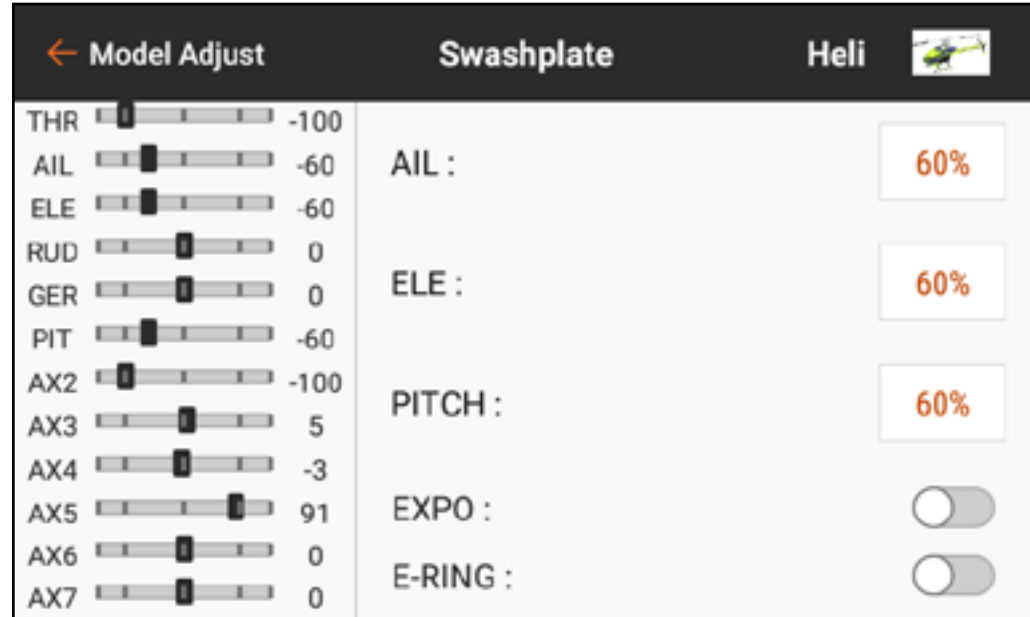 ← Model Adjust Swashplate Heli
THR -100
AIL -60
ELE -60
RUD 0
GER 0
PIT -60
AX2 -100
AX3 5
AX4 -3
AX5 91
AX6 0
AX7 0
AIL : 60%
ELE : 60%
PITCH : 60%
EXPO :
E-RING :